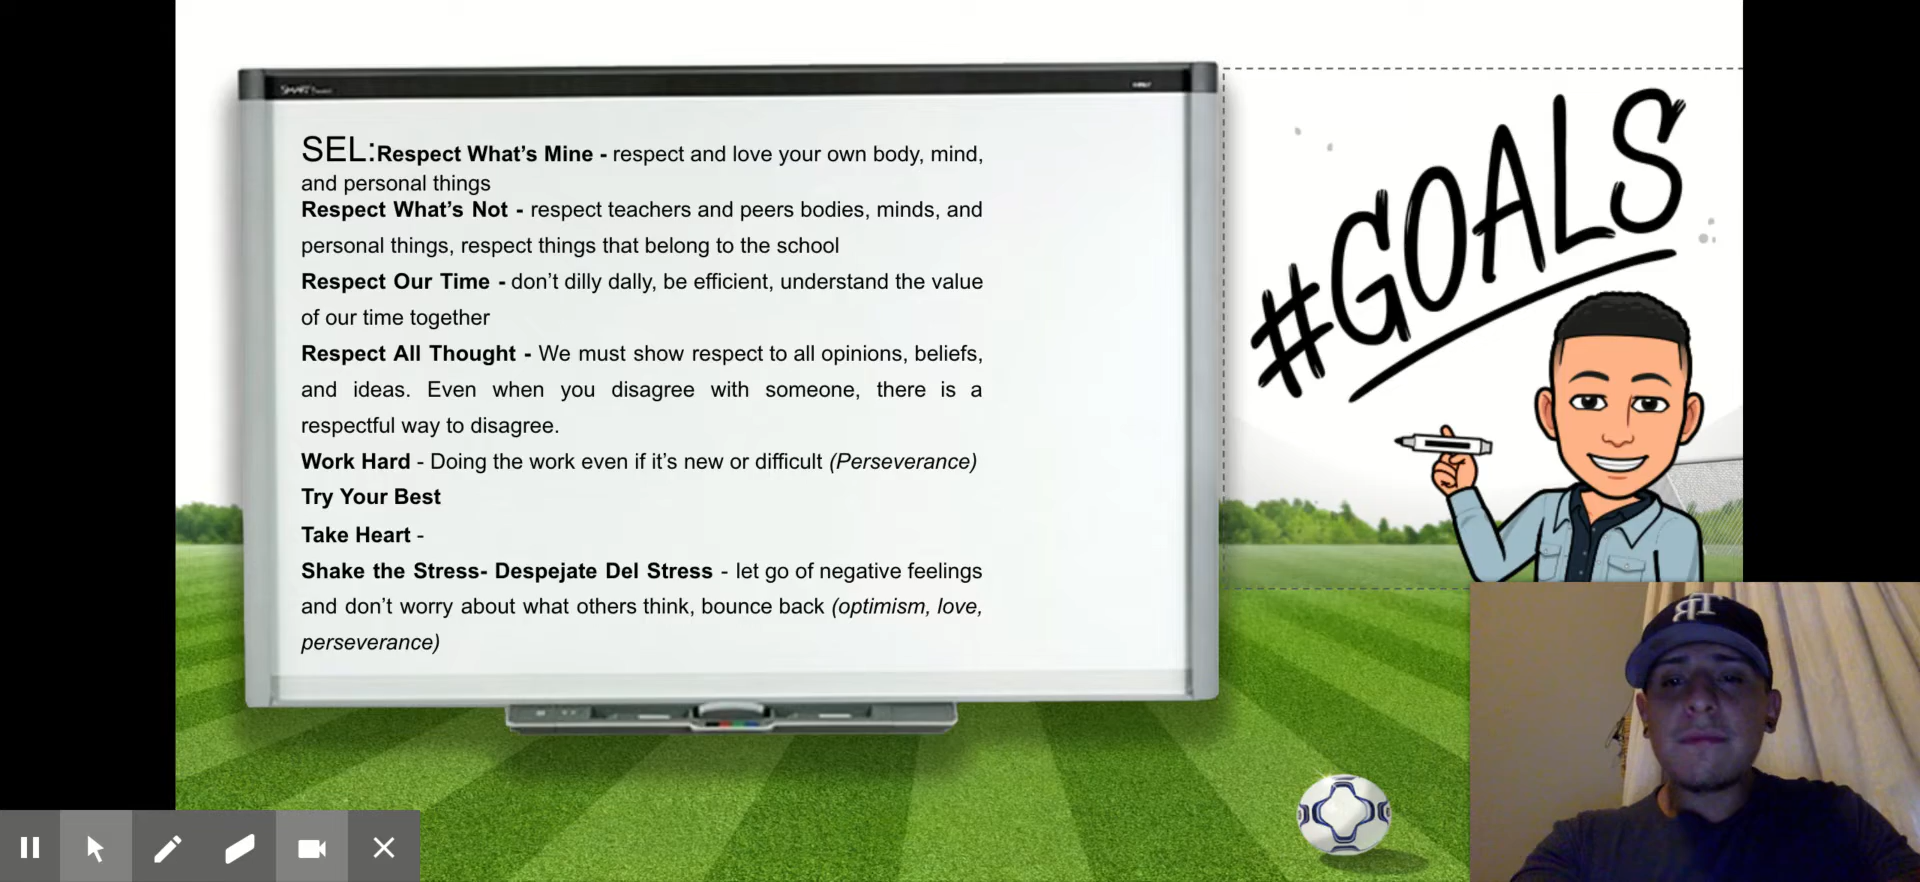 SMART
SEL:Respect What's Mine - respect and love your own body, mind,
and personal things
Respect What's Not - respect teachers and peers bodies, minds, and
personal things, respect things that belong to the school
Respect Our Time - don't dilly dally, be efficient, understand the value
of our time together
Respect All Thought - We must show respect to all opinions, beliefs,
and ideas. Even when you disagree with someone, there is a
respectful way to disagree.
Work Hard - Doing the work even if it's new or difficult (Perseverance)
Try Your Best
Take Heart -
Shake the Stress- Despejate Del Stress - let go of negative feelings
and don't worry about what others think, bounce back (optimism, love,
perseverance)
#GOALS